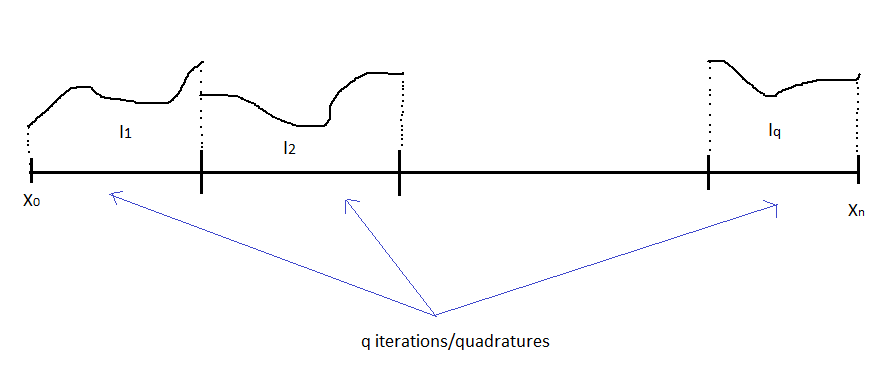 I1
I2
Iq
X0
Xn
q iterations/quadratures